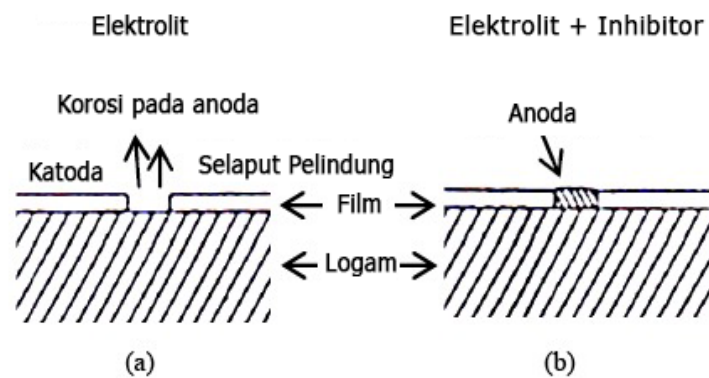 Elektrolit
Elektrolit + Inhibitor
Korosi pada anoda
Anoda
Katoda
Selaput Pelindung
Film
Logam
(a)
(b)